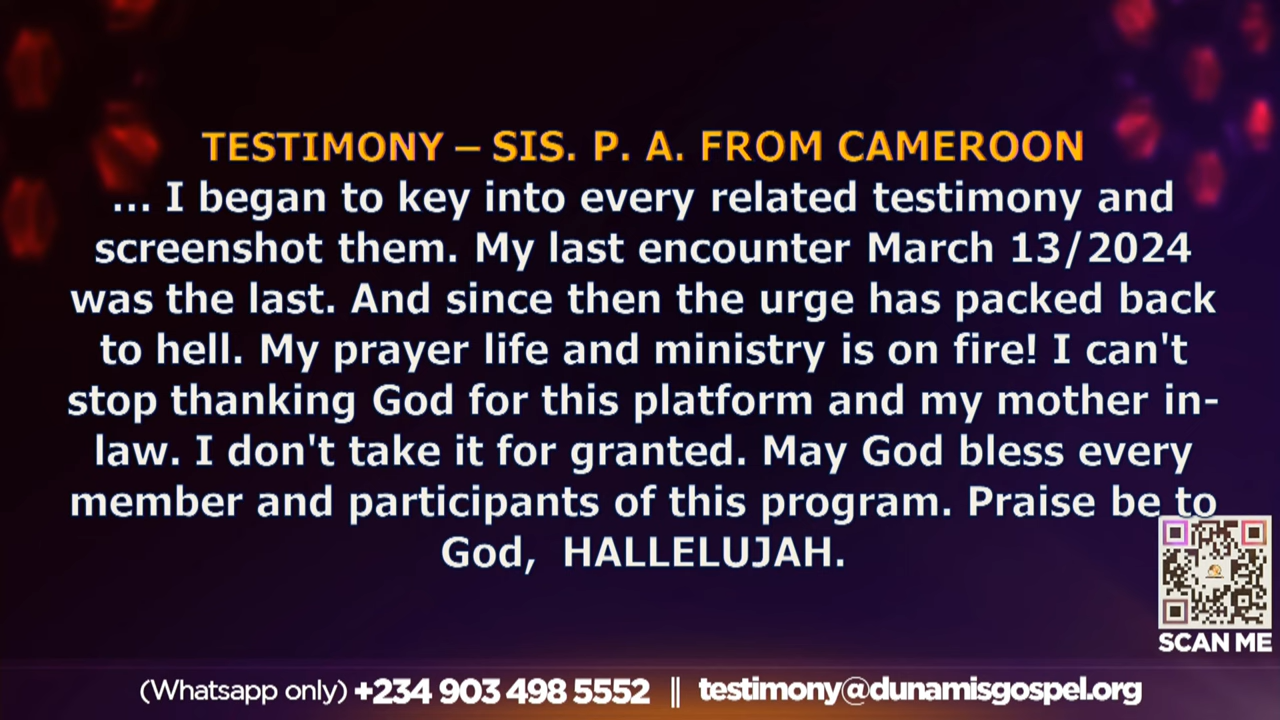 TESTIMONY – SIS. P. A. FROM CAMEROON
... I began to key into every related testimony and
screenshot them. My last encounter March 13/2024
was the last. And since then the urge has packed back
to hell. My prayer life and ministry is on fire! I can't
stop thanking God for this platform and my mother in-
law. I don't take it for granted. May God bless every
member and participants of this program. Praise be to
God,  HALLELUJAH.
SCAN ME
(Whatsapp only) +234 903 498 5552 || testimony@dunamisgospel.org